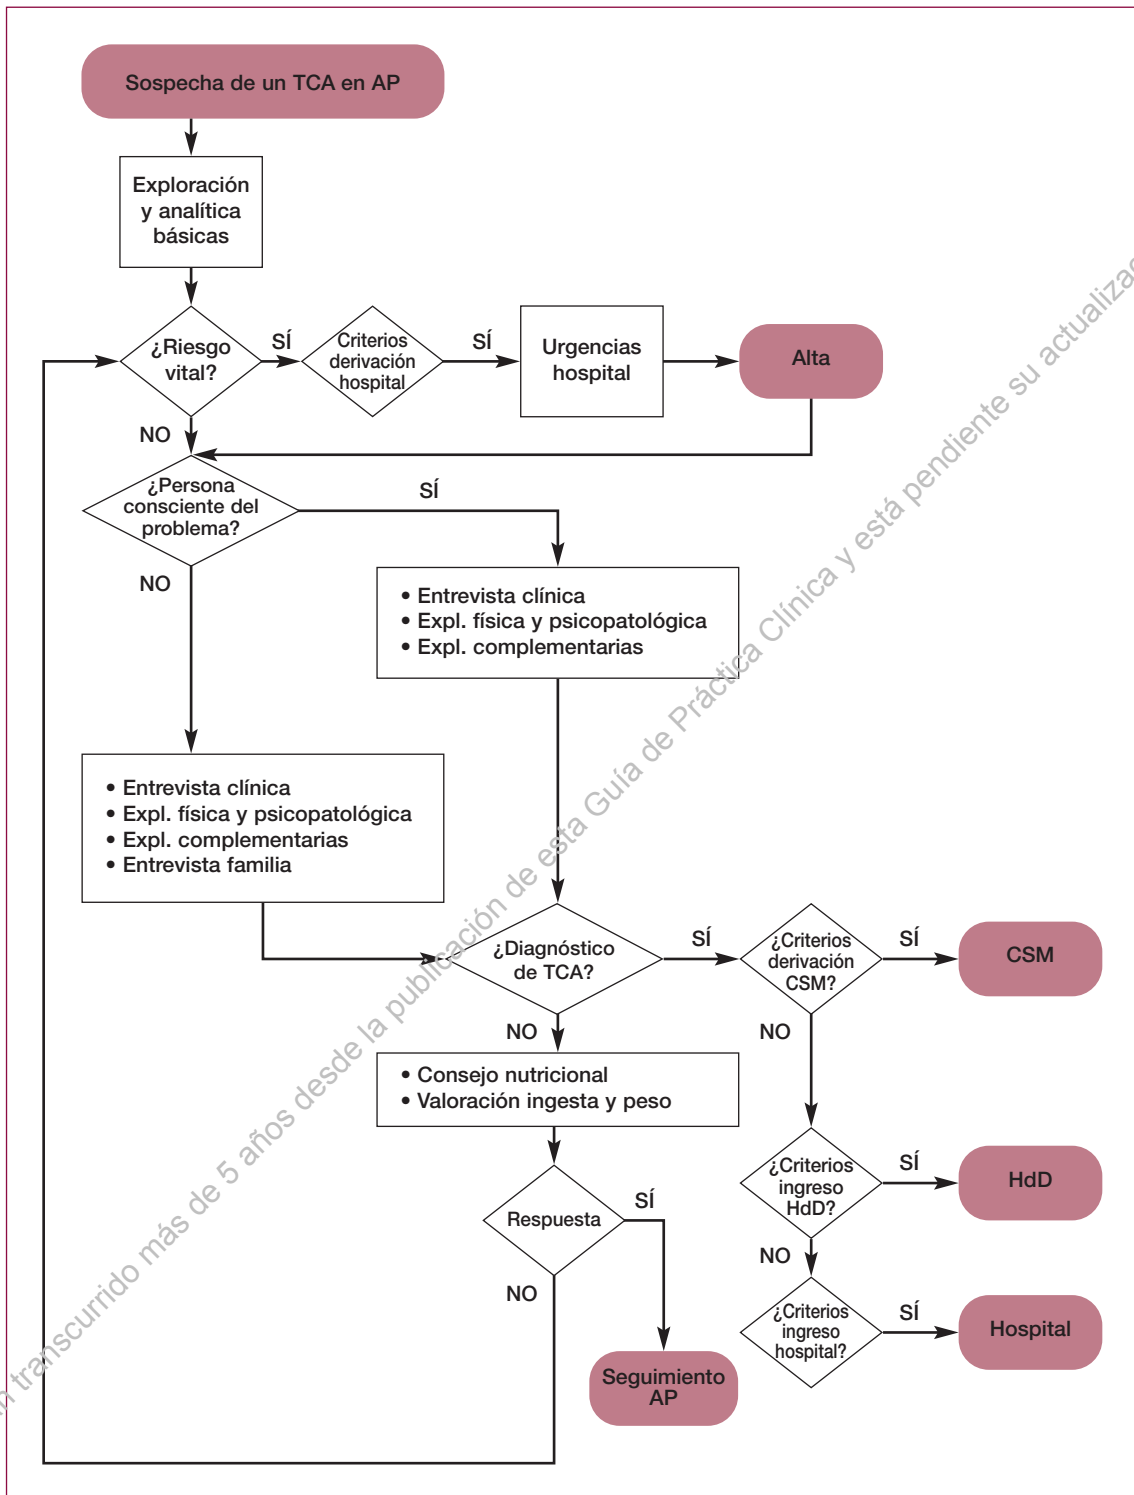 Sospecha de un TCA en AP
Exploración
y analítica
básicas
¿Riesgo
vital?
SÍ
Criterios
derivación
hospital
SÍ
Urgencias
hospital
Alta
NO
¿Persona
consciente del
problema?
SÍ
NO
• Entrevista clínica
• Expl. física y psicopatológica
• Expl. complementarias
• Entrevista clínica
• Expl. física y psicopatológica
• Expl. complementarias
• Entrevista familia
¿Diagnóstico
de TCA?
SÍ
¿Criterios
derivación
CSM?
SÍ
CSM
NO
NO
• Consejo nutricional
• Valoración ingesta y peso
¿Criterios
ingreso
HdD?
SÍ
HdD
Respuesta
SÍ
NO
NO
¿Criterios
ingreso
hospital?
SÍ
Hospital
Seguimiento
AP
transcurrido más de 5 años desde la publicación de esta Guía de Práctica Clínica y está pendiente su